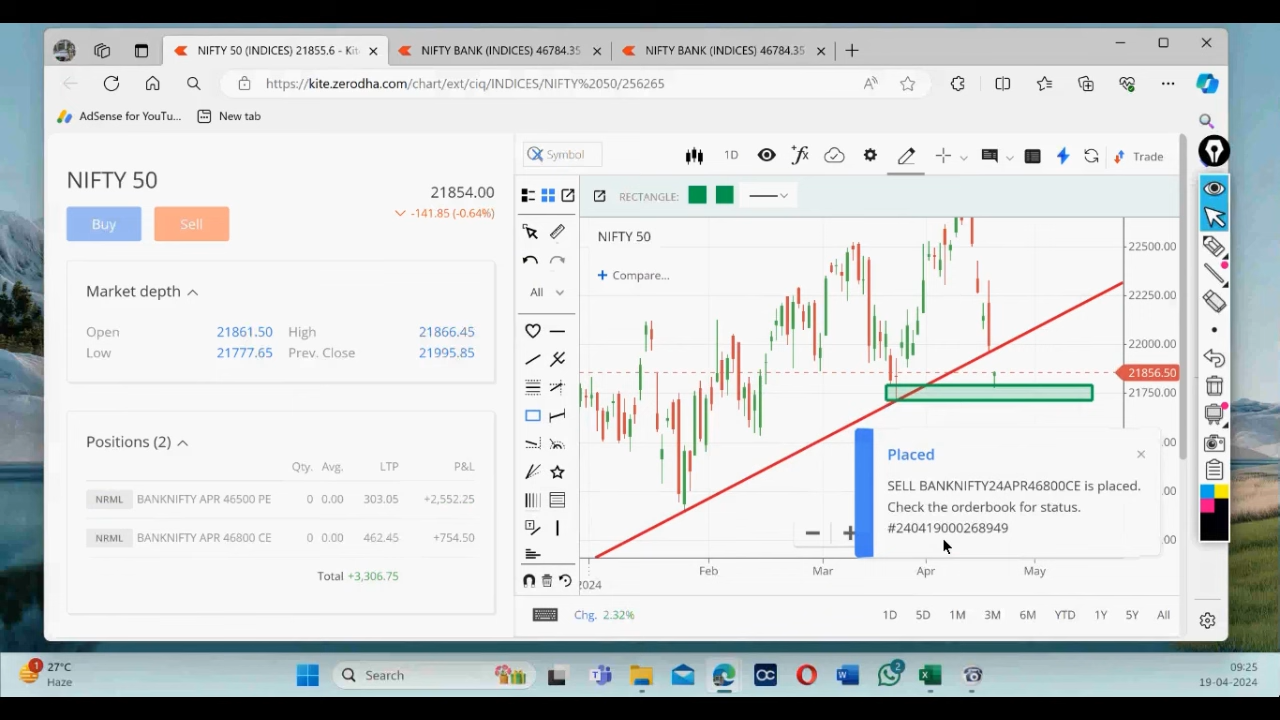 NIFTY 50 (INDICES) 21855.6 - Kit
NIFTY BANK (INDICES) 46784.35
NIFTY BANK (INDICES) 46784.35
https://kite.zerodha.com/chart/ext/ciq/INDICES/NIFTY%2050/256265
AdSense for YouTu...
New tab
NIFTY 50
21854.00
-141.85 (-0.64%)
Buy
Sell
Market depth
Open 21861.50 High 21866.45
Low 21777.65 Prev. Close 21995.85
Positions (2)
Qty. Avg. LTP P&L
NRML BANKNIFTY APR 46500 PE 0 0.00 303.05 +2,552.25
NRML BANKNIFTY APR 46800 CE 0 0.00 462.45 +754.50
Total +3,306.75
Symbol
1D
Trade
RECTANGLE:
All
NIFTY 50
Compare...
22500.00
22250.00
22000.00
21856.50
21750.00
Placed
SELL BANKNIFTY24APR46800CE is placed.
Check the orderbook for status.
#240419000268949
2024 Feb Mar Apr May
Chg. 2.32%
1D 5D 1M 3M 6M YTD 1Y 5Y All
1
27°C
Haze
Search
2
09:25
19-04-2024